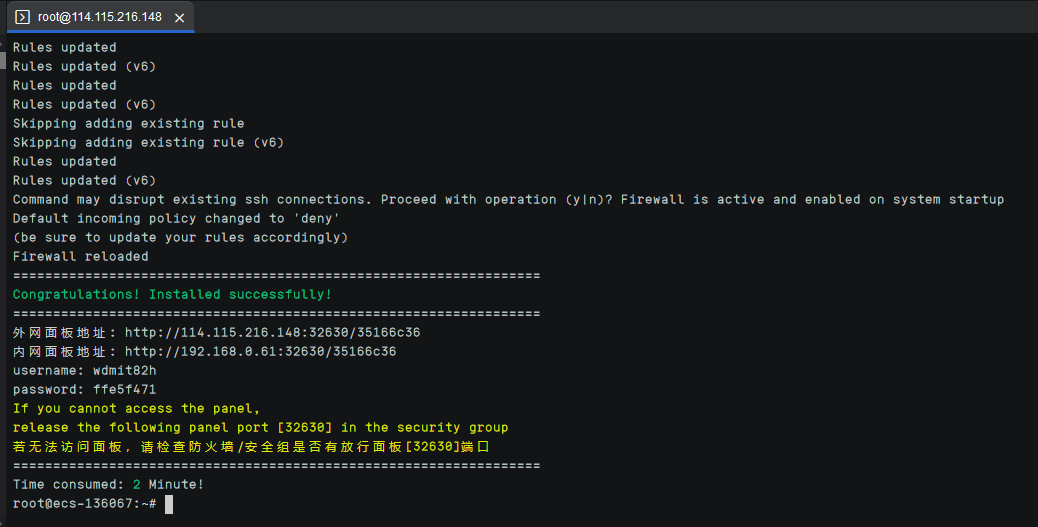 root@114.115.216.148
Rules updated
Rules updated (v6)
Rules updated
Rules updated (v6)
Skipping adding existing rule
Skipping adding existing rule (v6)
Rules updated
Rules updated (v6)
Command may disrupt existing ssh connections. Proceed with operation (y|n)? Firewall is active and enabled on system startup
Default incoming policy changed to 'deny'
(be sure to update your rules accordingly)
Firewall reloaded
==================================================================
Congratulations! Installed successfully!
==================================================================
外网面板地址: http://114.115.216.148:32630/35166c36
内网面板地址: http://192.168.0.61:32630/35166c36
username: wdmit82h
password: ffe5f471
If you cannot access the panel,
release the following panel port [32630] in the security group
若无法访问面板，请检查防火墙/安全组是否有放行面板[32630]端口
==================================================================
Time consumed: 2 Minute!
root@ecs-136067:~#